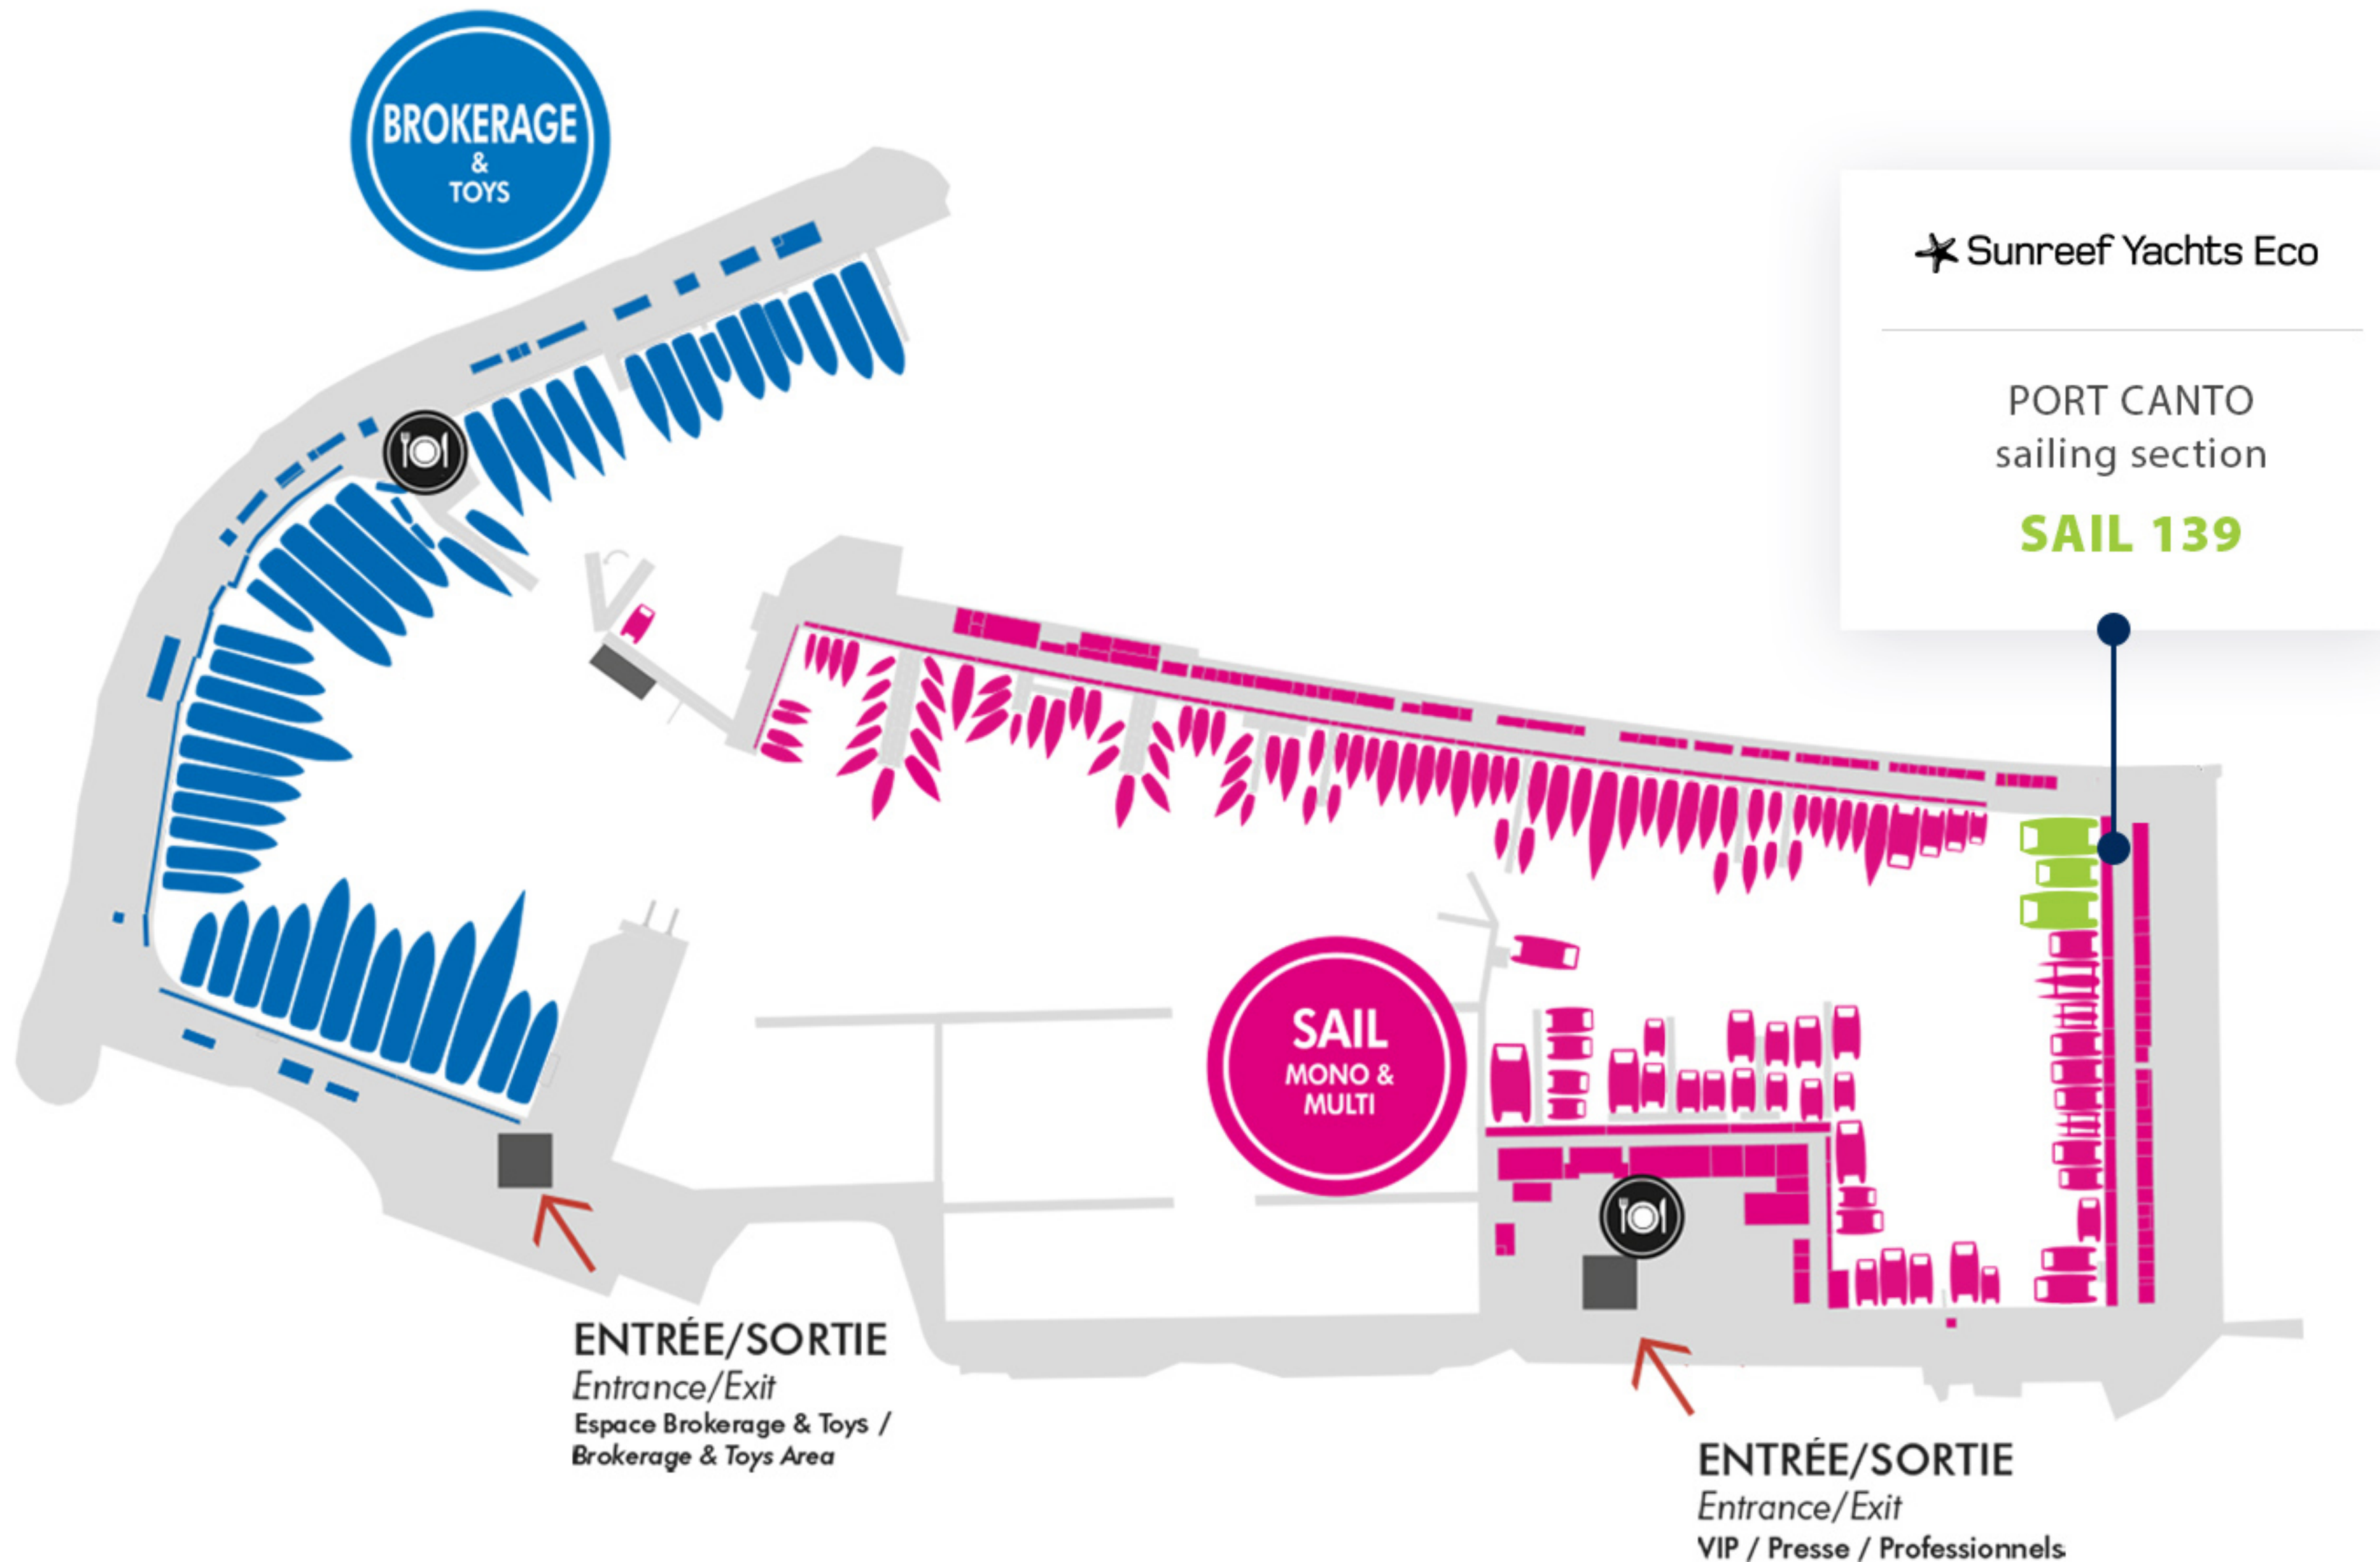 BROKERAGE
&
TOYS
Sunreef Yachts Eco
PORT CANTO
sailing section
SAIL 139
SAIL
MONO &
MULTI
ENTRÉE/SORTIE
Entrance/Exit
Espace Brokerage & Toys /
Brokerage & Toys Area
ENTRÉE/SORTIE
Entrance/Exit
VIP / Presse / Professionnels